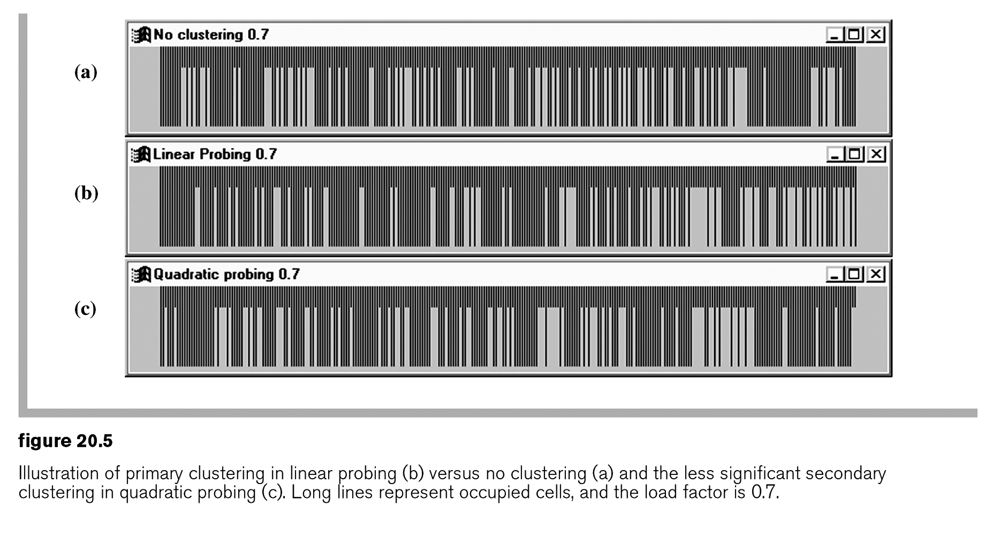 No clustering 0.7
(a)
Linear Probing 0.7
(b)
Quadratic probing 0.7
(c)
figure 20.5
Illustration of primary clustering in linear probing (b) versus no clustering (a) and the less significant secondary
clustering in quadratic probing (c). Long lines represent occupied cells, and the load factor is 0.7.